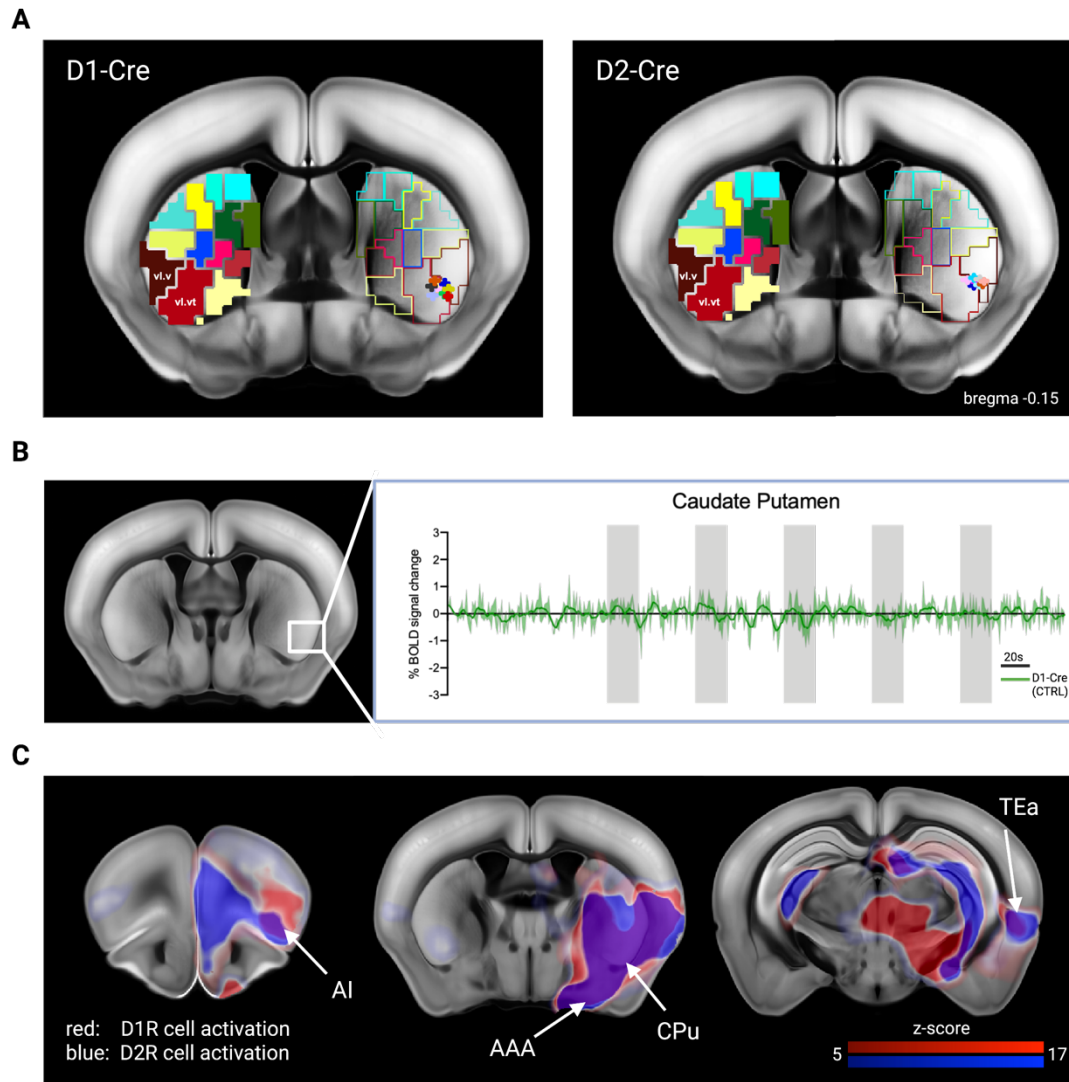 A
D1-Cre
D2-Cre
vl.v
vl.vt
vl.v
vl.vt
bregma -0.15
B
Caudate Putamen
% BOLD signal change
3
2
1
0
-1
-2
-3
20s
D1-Cre
(CTRL)
C
TEa
AI
AAA
CPu
red: D1R cell activation
blue: D2R cell activation
z-score
5
17